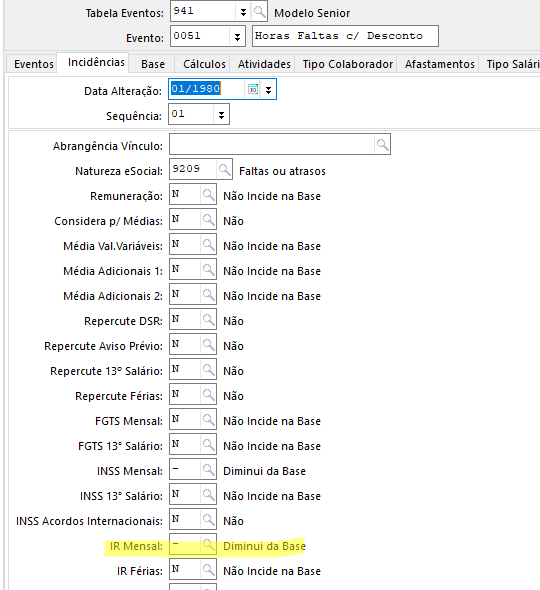 Tabela Eventos: 941 Modelo Senior
Evento: 0051 Horas Faltas c/ Desconto
Eventos Incidências Base Cálculos Atividades Tipo Colaborador Afastamentos Tipo Salári
Data Alteração: 01/1980
Sequência: 01
Abrangência Vínculo:
Natureza eSocial: 9209 Faltas ou atrasos
Remuneração: N Não Incide na Base
Considera p/ Médias: N Não
Média Val.Variáveis: N Não Incide na Base
Média Adicionais 1: N Não Incide na Base
Média Adicionais 2: N Não Incide na Base
Repercute DSR: N Não
Repercute Aviso Prévio: N Não
Repercute 13º Salário: N Não
Repercute Férias: N Não
FGTS Mensal: N Não Incide na Base
FGTS 13° Salário: N Não Incide na Base
INSS Mensal: - Diminui da Base
INSS 13° Salário: N Não Incide na Base
INSS Acordos Internacionais: N Não
IR Mensal: - Diminui da Base
IR Férias: N Não Incide na Base